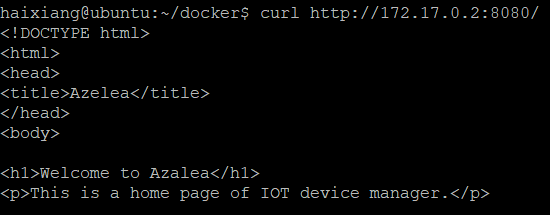 haixiang@ubuntu:~/docker$ curl http://172.17.0.2:8080/
<!DOCTYPE html>
<html>
<head>
<title>Azelea</title>
</head>
<body>
<h1>Welcome to Azalea</h1>
<p>This is a home page of IOT device manager.</p>